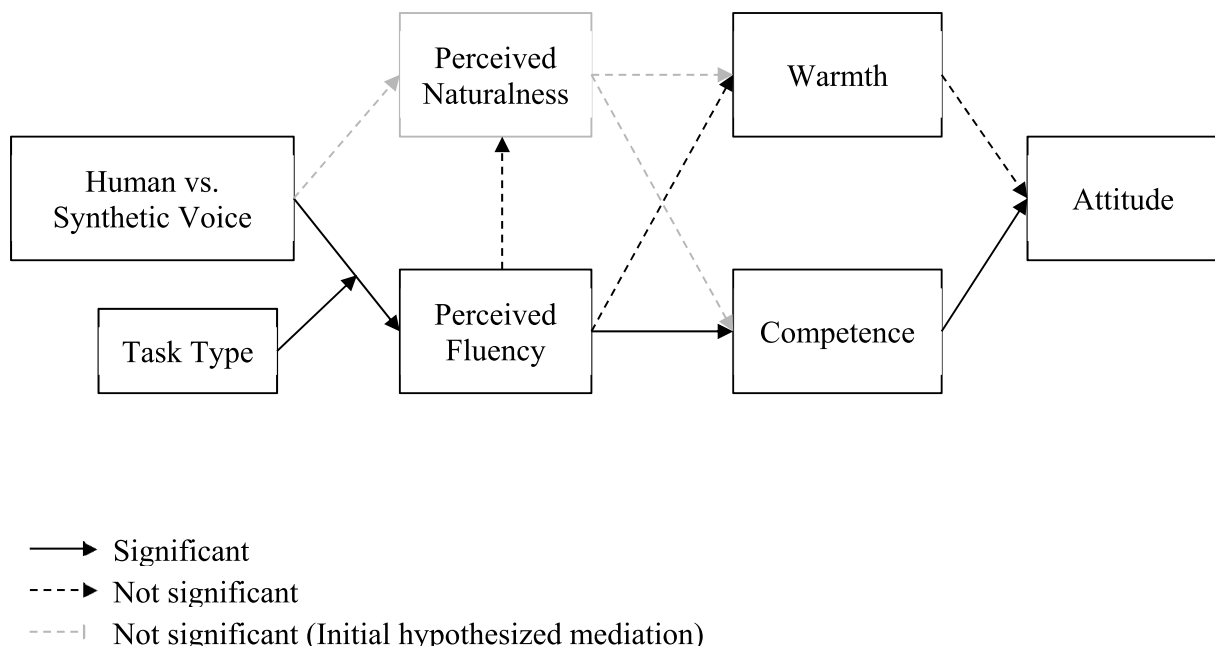 Perceived
Naturalness
Warmth
Human vs.
Synthetic Voice
Attitude
Task Type
Perceived
Fluency
Competence
Significant
Not significant
Not significant (Initial hypothesized mediation)